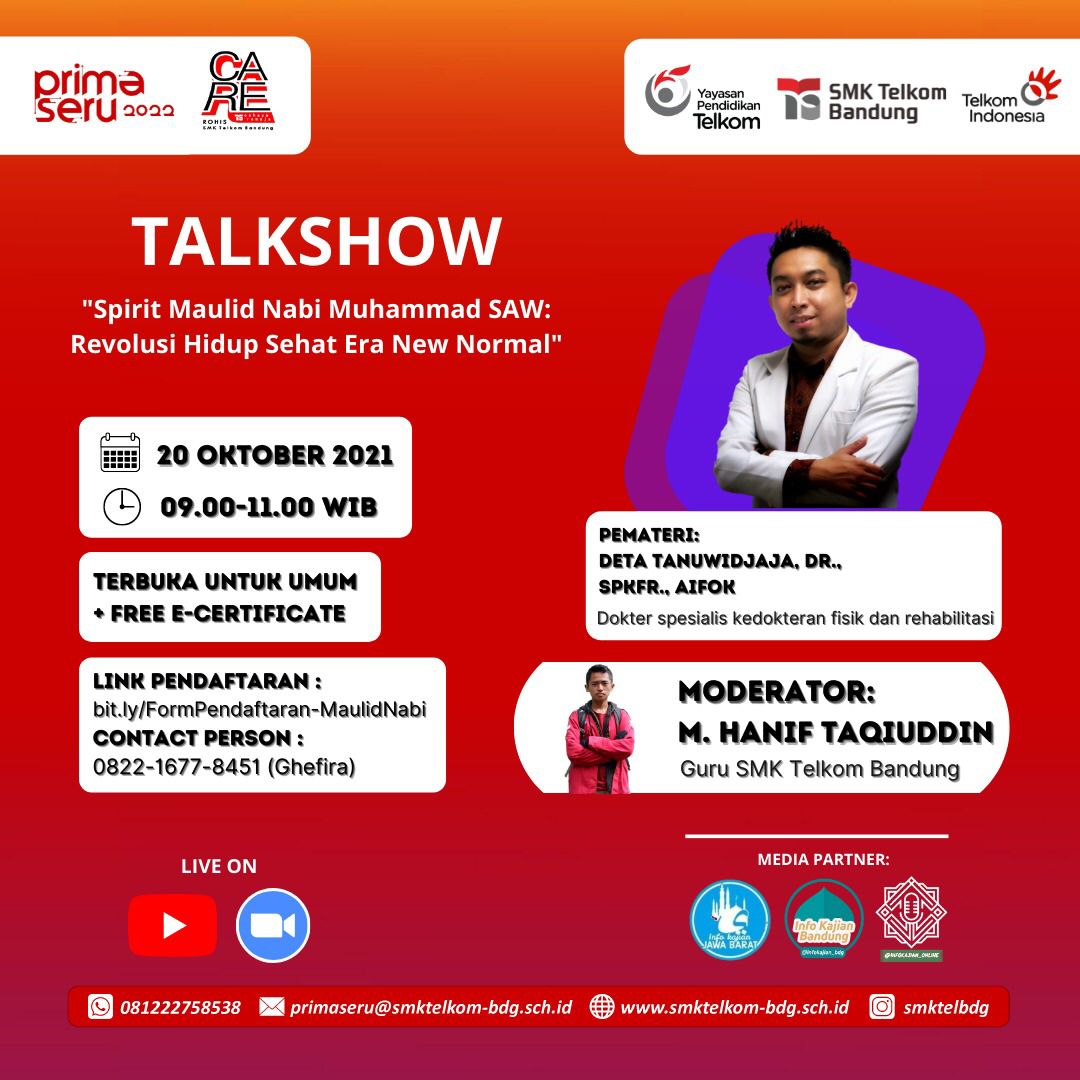 prima
seru 2022
CA
RE
ROHIS
SMK Telkom Bandung
Yayasan
Pendidikan
Telkom
SMK Telkom
Bandung
Telkom
Indonesia
TALKSHOW
"Spirit Maulid Nabi Muhammad SAW:
Revolusi Hidup Sehat Era New Normal"
20 OKTOBER 2021
09.00-11.00 WIB
TERBUKA UNTUK UMUM
+ FREE E-CERTIFICATE
LINK PENDAFTARAN :
bit.ly/FormPendaftaran-MaulidNabi
CONTACT PERSON :
0822-1677-8451 (Ghefira)
PEMATERI:
DETA TANUWIDJAJA, DR.,
SPKFR., AIFOK
Dokter spesialis kedokteran fisik dan rehabilitasi
MODERATOR:
M. HANIF TAQIUDDIN
Guru SMK Telkom Bandung
LIVE ON
MEDIA PARTNER:
Info kajian
JAWA BARAT
Info Kajian
Bandung
@infokajian_bdg
@INFOKAJIAN_ONLINE
081222758538
primaseru@smktelkom-bdg.sch.id
www.smktelkom-bdg.sch.id
smktelbdg